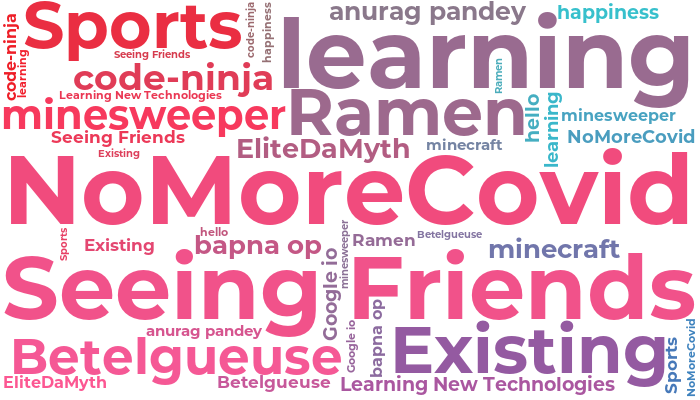 code-ninja
learning
Sports
Seeing Friends
code-ninja
happiness
anurag pandey
happiness
code-ninja
Learning New Technologies
learning
Ramen
minesweeper
Ramen
hello
learning
minesweeper
NoMoreCovid
Seeing Friends
Existing
EliteDaMyth
minecraft
NoMoreCovid
Sports
Existing
hello
bapna op
Google io
minesweeper
Ramen
Betelgueuse
minecraft
Seeing Friends
anurag pandey
Google io
bapna op
Existing
Sports
NoMoreCovid
Betelgueuse
EliteDaMyth
Betelgueuse
Learning New Technologies